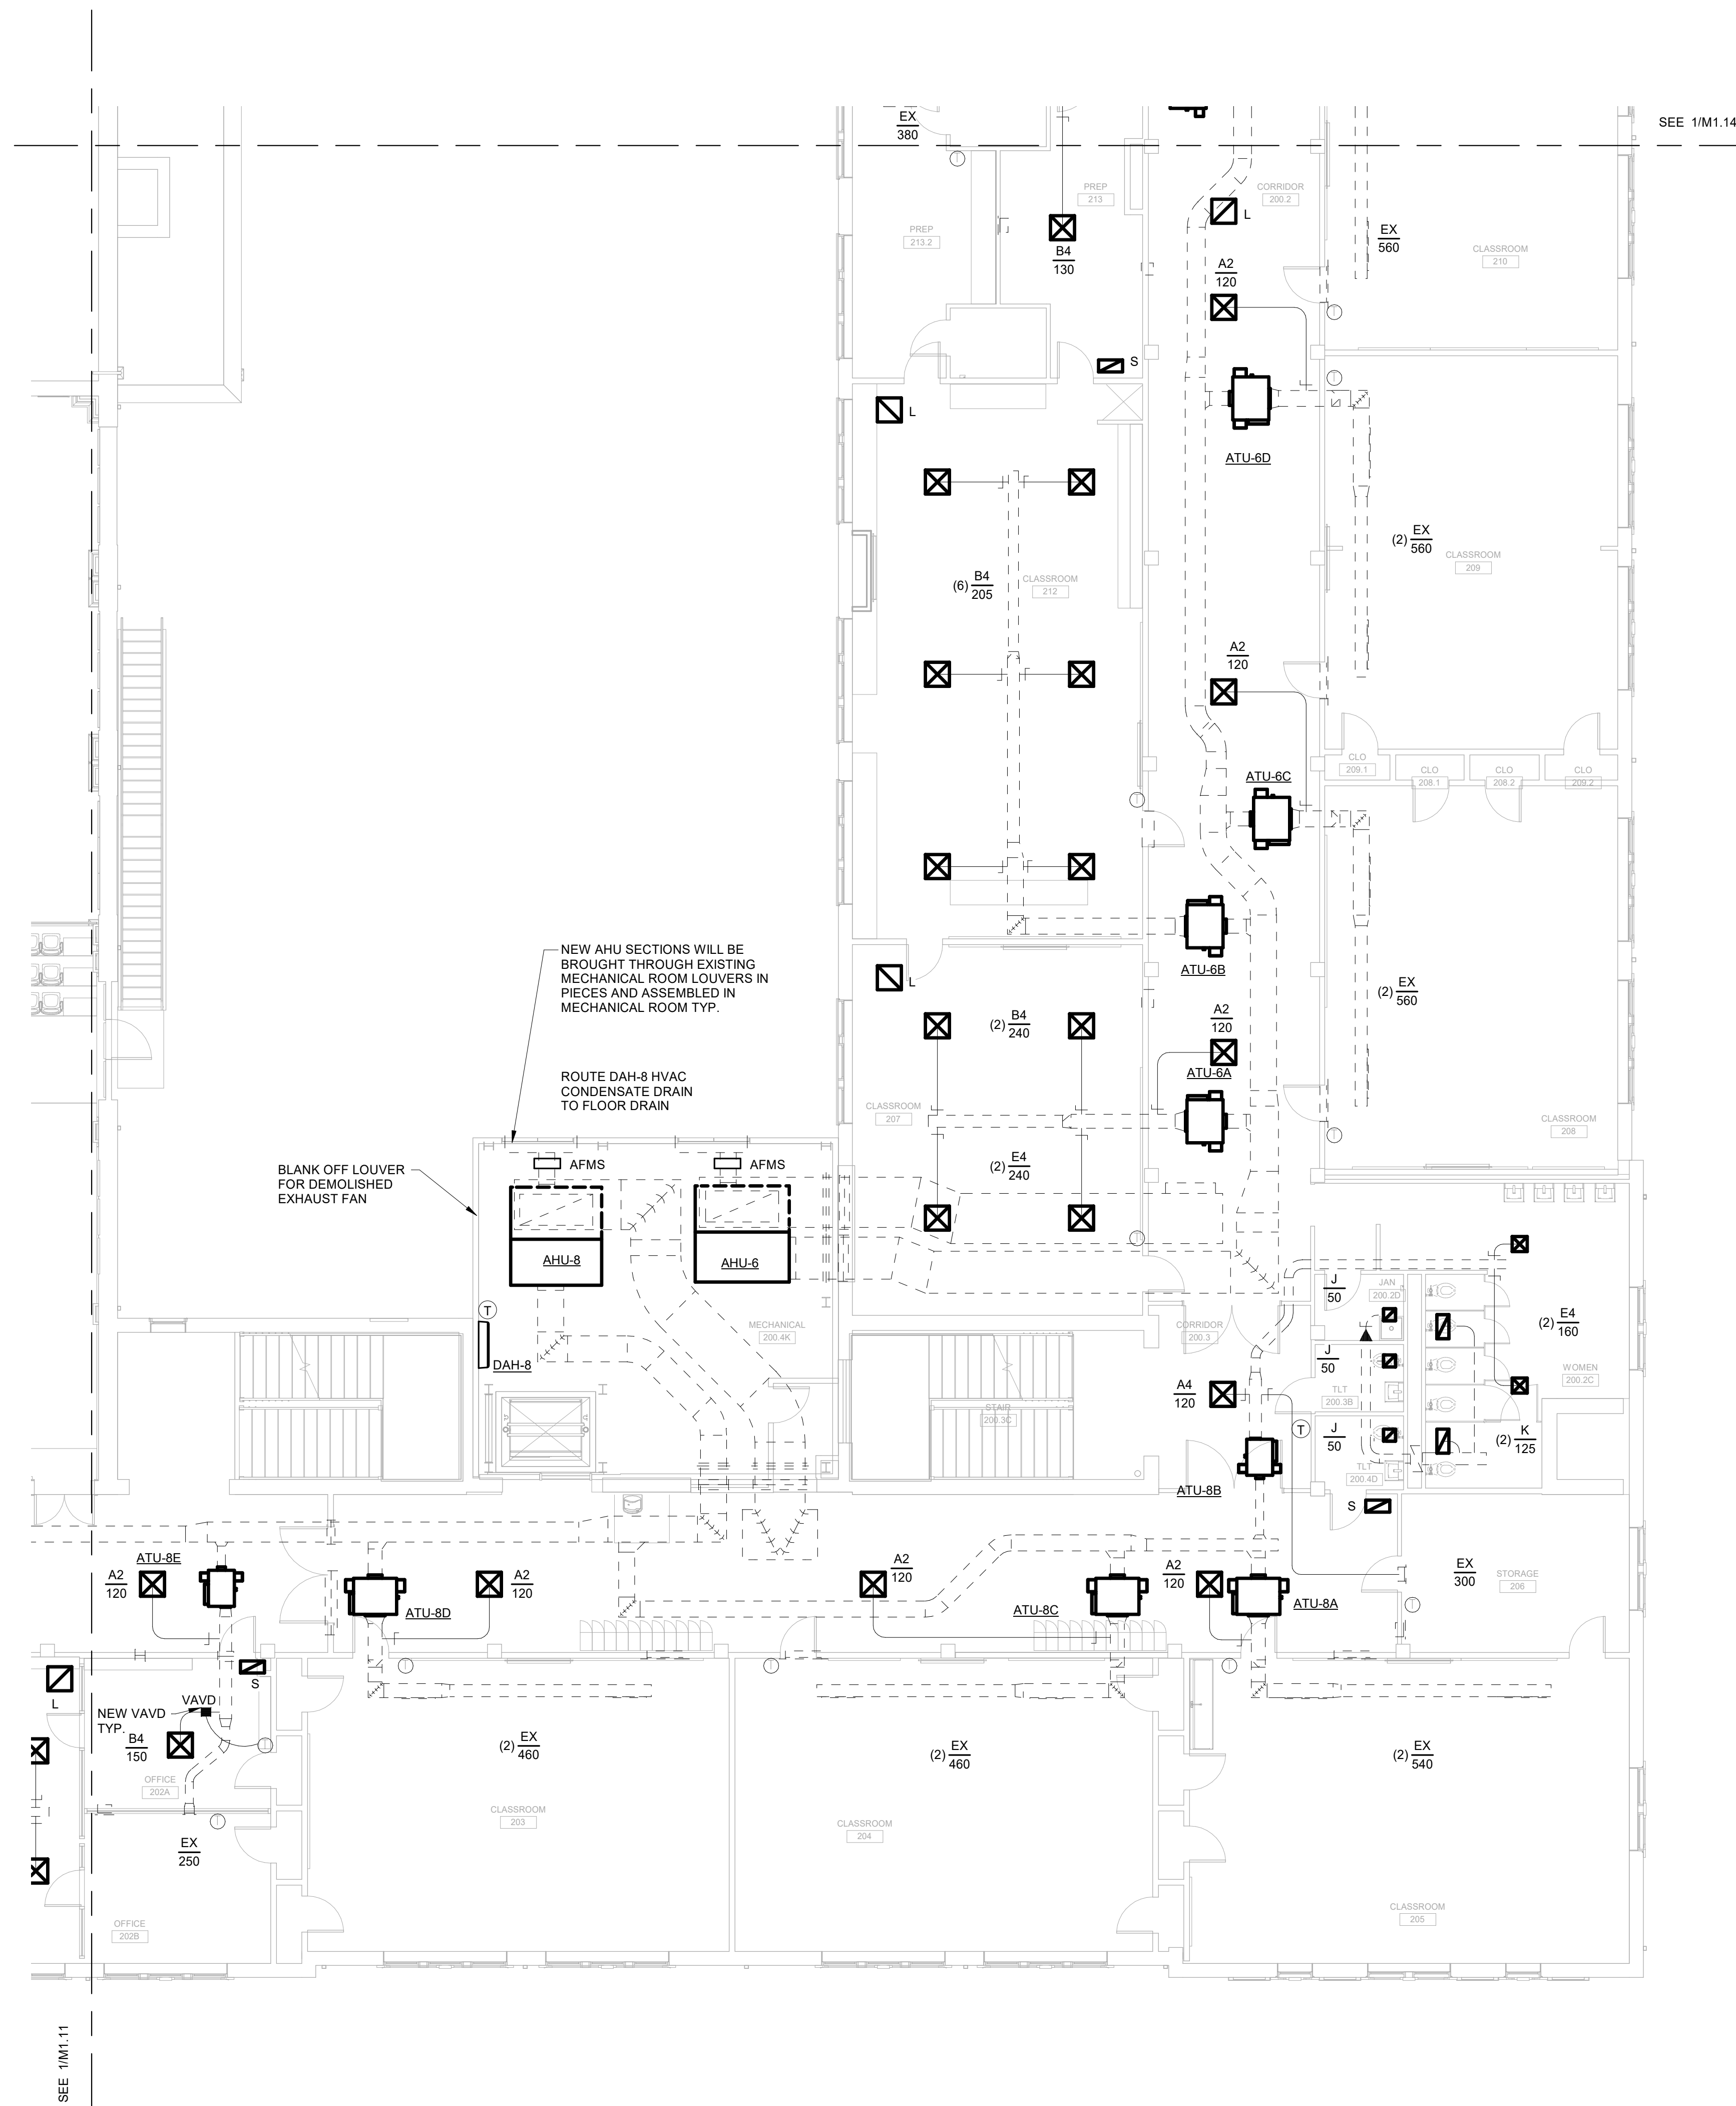 SEE 1/M1.14
EX
380
PREP
213
CORRIDOR
200.2
L
PREP
213.2
B4
130
EX
560
CLASSROOM
210
A2
120
S
L
ATU-6D
(6) B4
205
CLASSROOM
212
(2) EX
560
CLASSROOM
209
A2
120
CLO
209.1
CLO
208.1
CLO
208.2
CLO
209.2
ATU-6C
NEW AHU SECTIONS WILL BE
BROUGHT THROUGH EXISTING
MECHANICAL ROOM LOUVERS IN
PIECES AND ASSEMBLED IN
MECHANICAL ROOM TYP.
ATU-6B
L
(2) EX
560
(2) B4
240
A2
120
ATU-6A
ROUTE DAH-8 HVAC
CONDENSATE DRAIN
TO FLOOR DRAIN
CLASSROOM
207
CLASSROOM
208
BLANK OFF LOUVER
FOR DEMOLISHED
EXHAUST FAN
AFMS
AFMS
(2) E4
240
AHU-8
AHU-6
T
DAH-8
MECHANICAL
200.4K
CORRIDOR
200.3
J
50
JAN
200.2D
(2) E4
160
J
50
WOMEN
200.2C
STAIR
200.3C
A4
120
TLT
200.3B
T
J
50
(2) K
125
TLT
200.4D
ATU-8B
S
ATU-8E
A2
120
A2
120
ATU-8D
A2
120
ATU-8C
A2
120
ATU-8A
EX
300
STORAGE
206
L
S
VAVD
NEW VAVD
TYP.
B4
150
OFFICE
202A
(2) EX
460
(2) EX
460
(2) EX
540
CLASSROOM
203
CLASSROOM
204
EX
250
OFFICE
202B
CLASSROOM
205
SEE 1/M1.11